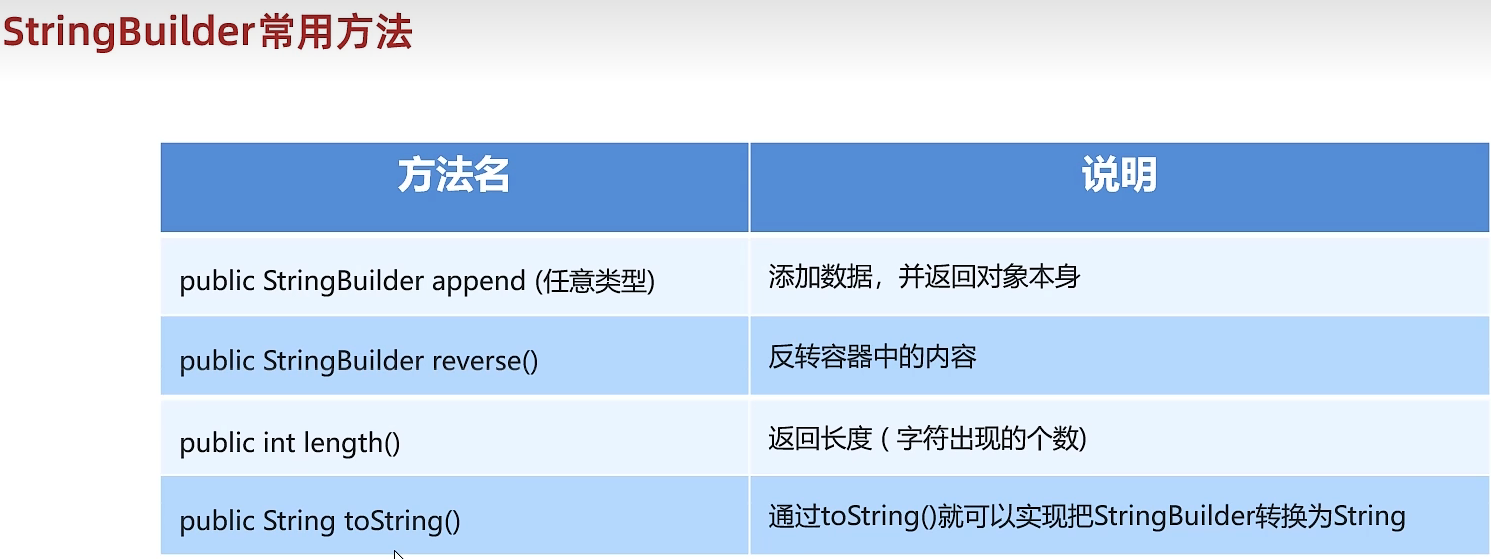 StringBuilder常用方法
方法名
说明
public StringBuilder append (任意类型)
添加数据，并返回对象本身
public StringBuilder reverse()
反转容器中的内容
public int length()
返回长度 ( 字符出现的个数)
public String toString()
通过toString()就可以实现把StringBuilder转换为String